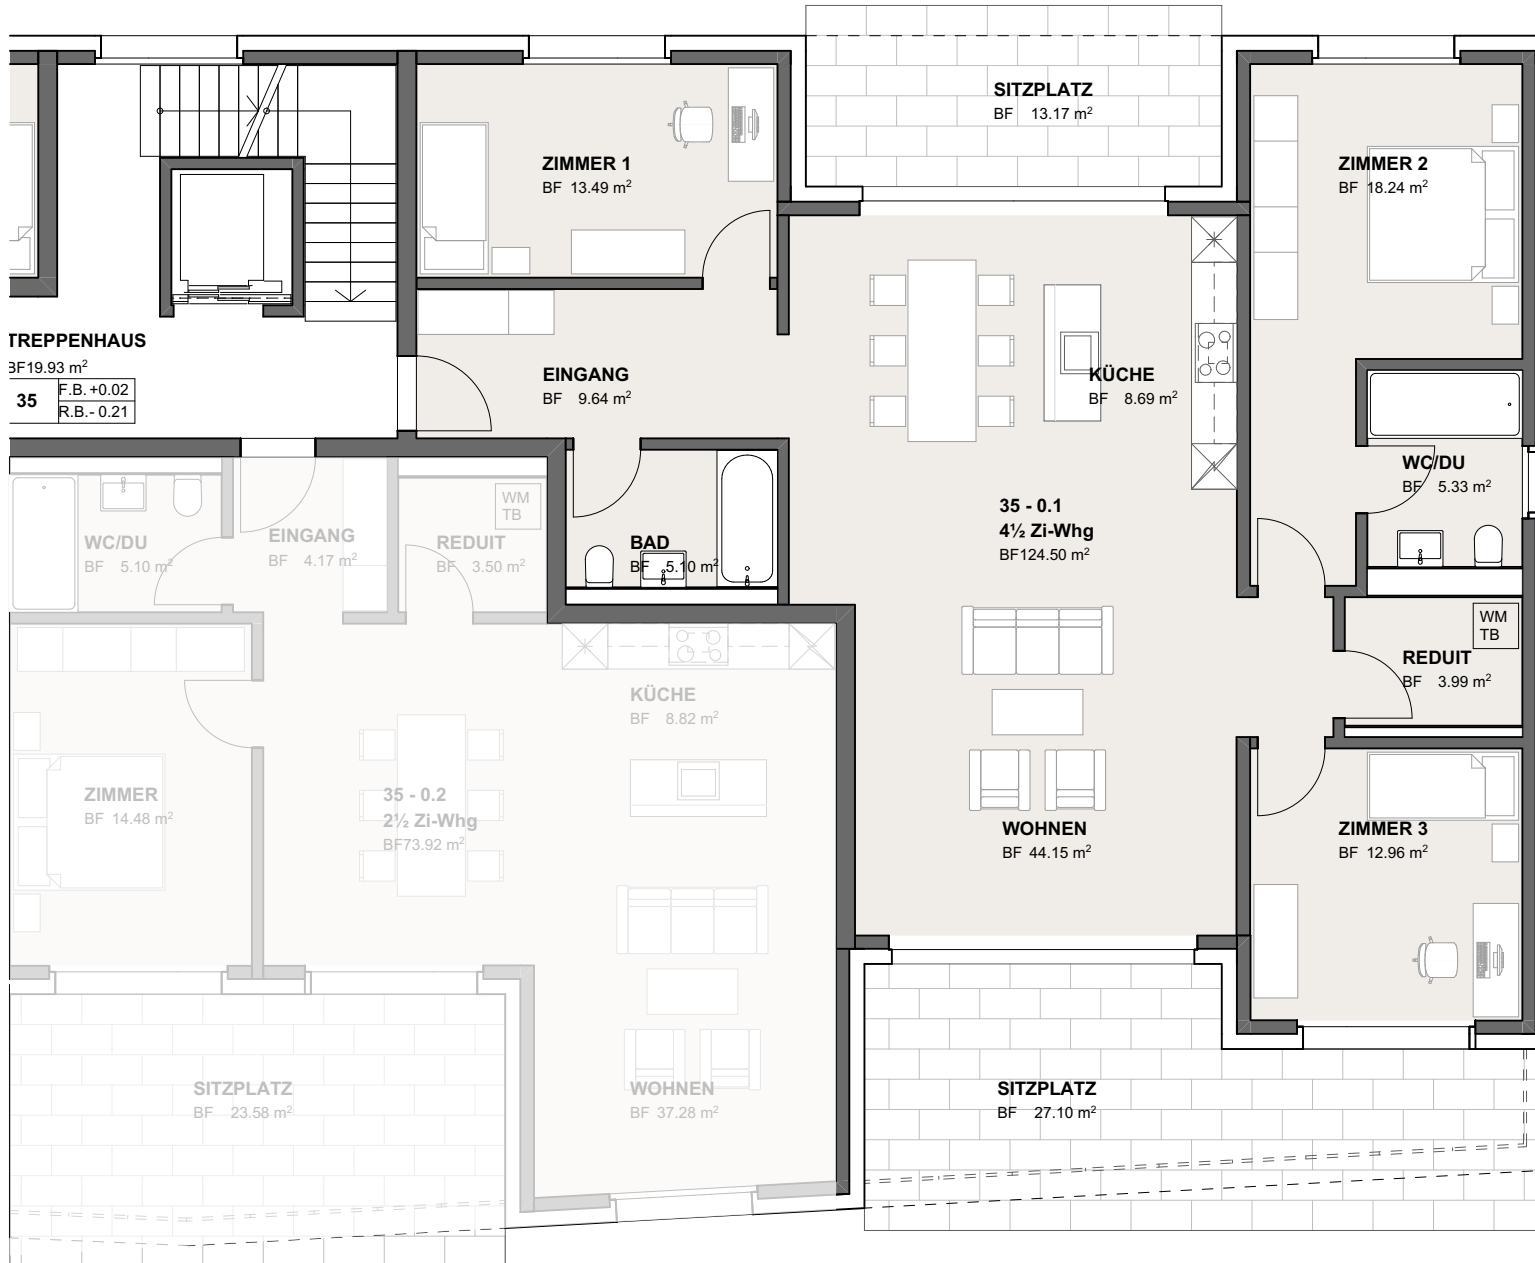 SITZPLATZ
BF 13.17 m²
ZIMMER 1
BF 13.49 m²
ZIMMER 2
BF 18.24 m²
TREPPENHAUS
BF19.93 m²
35
F.B. +0.02
R.B.- 0.21
EINGANG
BF 9.64 m²
KÜCHE
BF 8.69 m²
WC/DU
BF 5.33 m²
35 - 0.1
4½ Zi-Whg
BF124.50 m²
WC/DU
BF 5.10 m²
EINGANG
BF 4.17 m²
WM
TB
REDUIT
BF 3.50 m²
BAD
BF 5.10 m²
WM
TB
REDUIT
BF 3.99 m²
KÜCHE
BF 8.82 m²
ZIMMER
BF 14.48 m²
35 - 0.2
2½ Zi-Whg
BF73.92 m²
WOHNEN
BF 44.15 m²
ZIMMER 3
BF 12.96 m²
SITZPLATZ
BF 23.58 m²
WOHNEN
BF 37.28 m²
SITZPLATZ
BF 27.10 m²